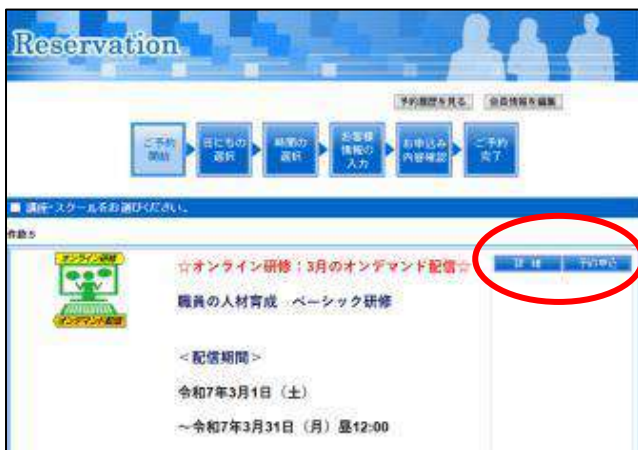 Reservation
予約履歴を見る 会員情報を編集
ご予約
開始
日にちの
選択
時間の
選択
お客様
情報の
入力
お申込み
内容確認
ご予約
完了
■ 講座・スクールをお選びください。
件数:5
オンライン研修
オンデマンド配信
☆オンライン研修:3月のオンデマンド配信☆
詳 細 予約申込
職員の人材育成 ベーシック研修
<配信期間>
令和7年3月1日(土)
~令和7年3月31日(月)昼12:00